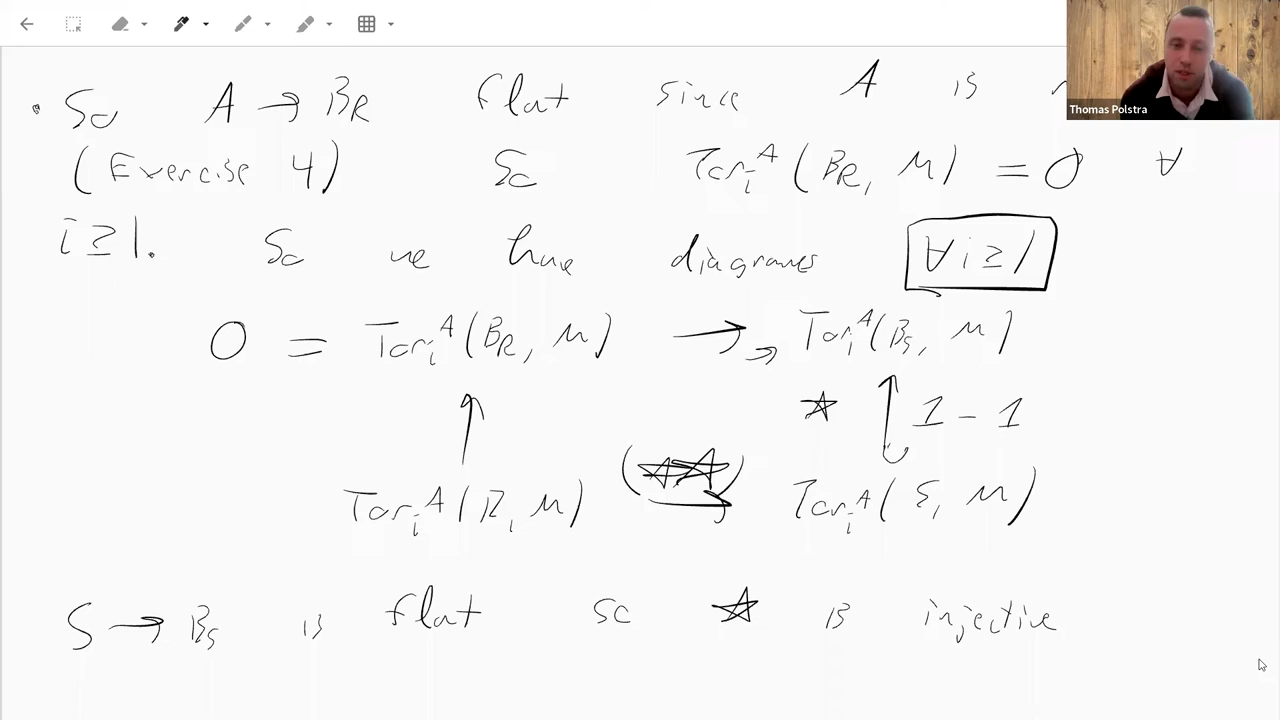 • So A → B_R flat since A is
Thomas Polstra
(Exercise 4) So Tor_i^A(B_R, M) = 0 ∀
i ≥ 1. So we have diagrams ∀ i ≥ 1
0 = Tor_i^A(B_R, M) → Tor_i^A(B_S, M)
☆ ↑ 1-1
Tor_i^A(R, M) (☆☆) → Tor_i^A(S, M)
S → B_S is flat so ☆ is injective